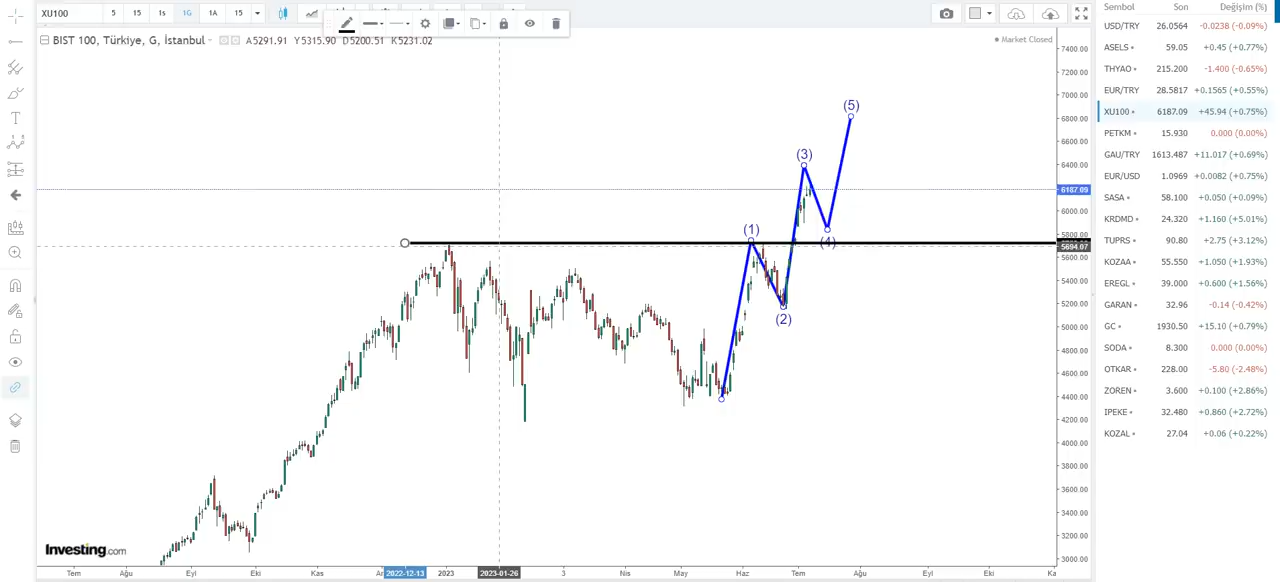 XU100 5 15 1s 1G 1A 15
BIST 100, Türkiye, G, İstanbul A5291.91 Y5315.90 D5200.51 K5231.02
Market Closed
7400.00
7200.00
7000.00
6800.00
6600.00
6400.00
6187.09
6000.00
5800.00
5694.07
5600.00
5400.00
5200.00
5000.00
4800.00
4600.00
4400.00
4200.00
4000.00
3800.00
3600.00
3400.00
3200.00
3000.00
(1)
(2)
(3)
(4)
(5)
Investing.com
Tem Ağu Eyl Eki Kas 2022-12-13 2023 2023-01-26 3 Nis May Haz Tem Ağu Eyl Eki Ka
Sembol Son Değişim (%)
USD/TRY 26.0564 -0.0238 (-0.09%)
ASELS 59.05 +0.45 (+0.77%)
THYAO 215.200 -1.400 (-0.65%)
EUR/TRY 28.5817 +0.1565 (+0.55%)
XU100 6187.09 +45.94 (+0.75%)
PETKM 15.930 0.000 (0.00%)
GAU/TRY 1613.487 +11.017 (+0.69%)
EUR/USD 1.0969 +0.0082 (+0.75%)
SASA 58.100 +0.050 (+0.09%)
KRDMD 24.320 +1.160 (+5.01%)
TUPRS 90.80 +2.75 (+3.12%)
KOZAA 55.550 +1.050 (+1.93%)
EREGL 39.000 +0.600 (+1.56%)
GARAN 32.96 -0.14 (-0.42%)
GC 1930.50 +15.10 (+0.79%)
SODA 8.300 0.000 (0.00%)
OTKAR 228.00 -5.80 (-2.48%)
ZOREN 3.600 +0.100 (+2.86%)
IPEKE 32.480 +0.860 (+2.72%)
KOZAL 27.04 +0.06 (+0.22%)